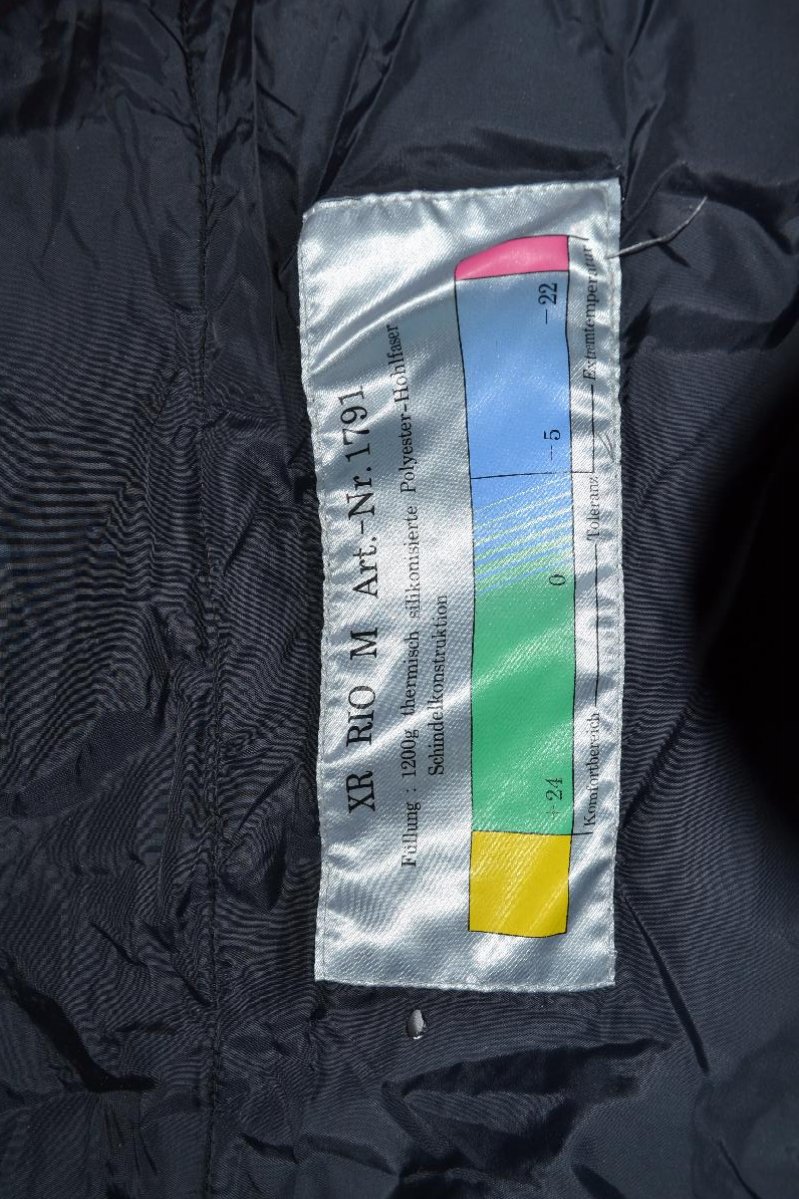 XR RIO M Art.-Nr.1791
Füllung : 1200g thermisch silikonisierte Polyester-Hohlfaser
Schindelkonstruktion
+24 0 -5 -22
Komfortbereich Toleranz Extremtemperatur